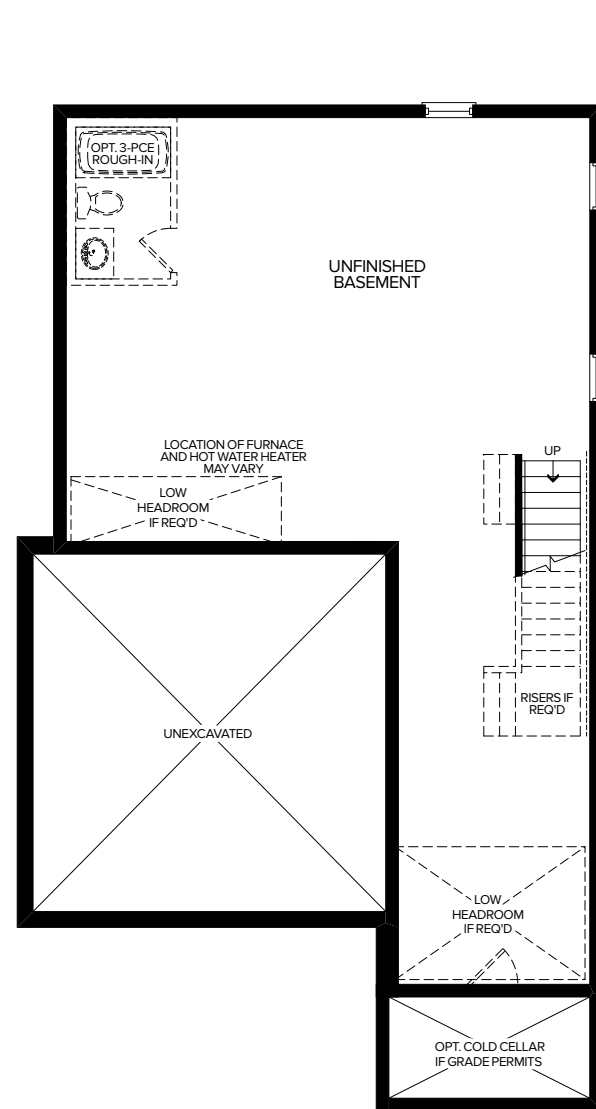 OPT. 3-PCE
ROUGH-IN
UNFINISHED
BASEMENT
LOCATION OF FURNACE
AND HOT WATER HEATER
MAY VARY
UP
LOW
HEADROOM
IF REQ'D
RISERS IF
REQ'D
UNEXCAVATED
LOW
HEADROOM
IF REQ'D
OPT. COLD CELLAR
IF GRADE PERMITS